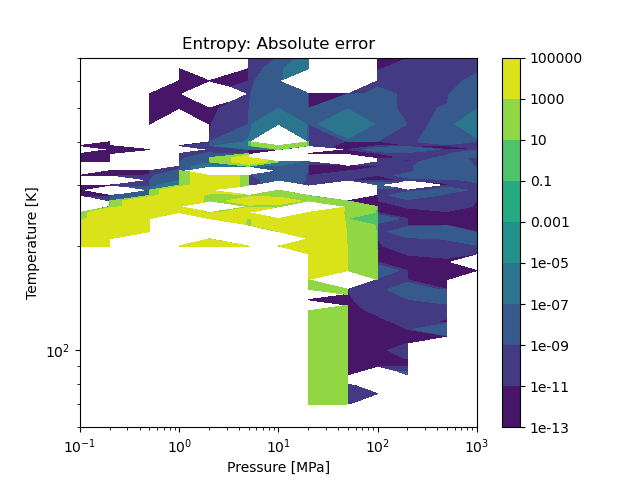 Entropy: Absolute error
100000
1000
10
0.1
0.001
1e-05
1e-07
1e-09
1e-11
1e-13
Temperature [K]
10²
10⁻¹ 10⁰ 10¹ 10² 10³
Pressure [MPa]